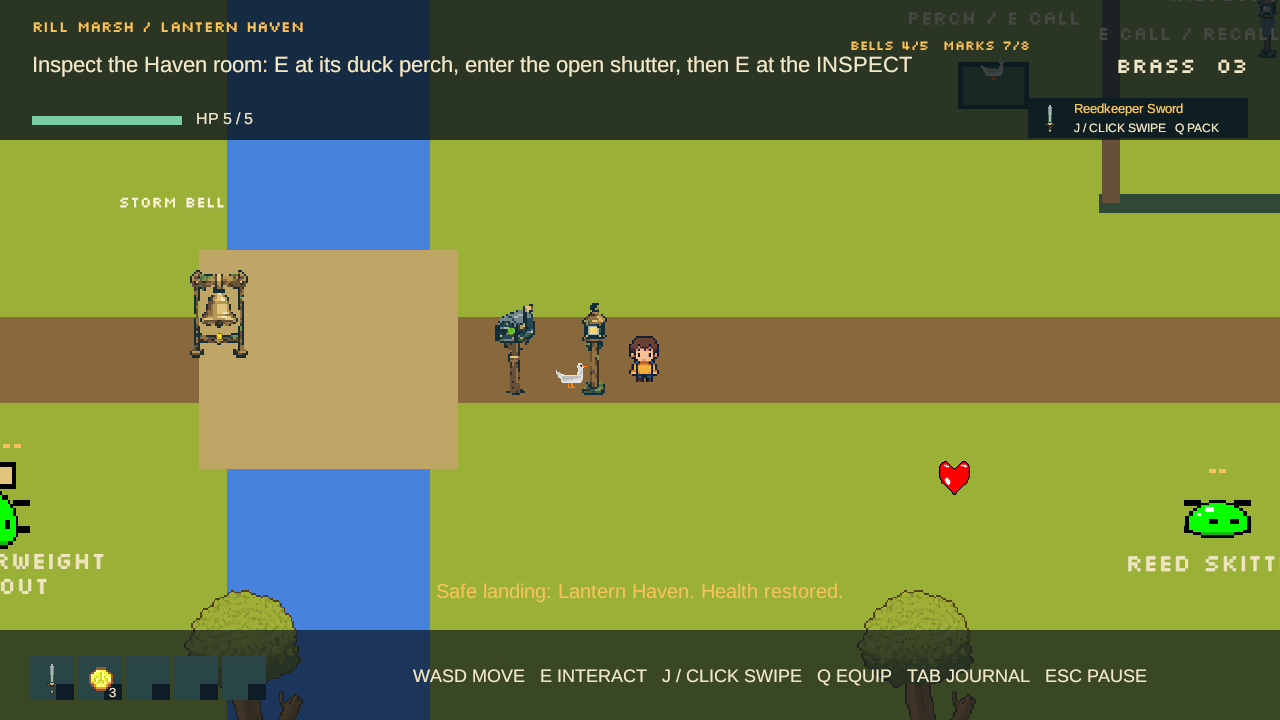 RILL MARSH / LANTERN HAVEN
PERCH / E CALL
E CALL / RECALL
BELLS 4/5 MARKS 7/8
Inspect the Haven room: E at its duck perch, enter the open shutter, then E at the INSPECT
BRASS 03
Reedkeeper Sword
J / CLICK SWIPE Q PACK
HP 5 / 5
STORM BELL
RWEIGHT
OUT
REED SKITT
Safe landing: Lantern Haven. Health restored.
3
WASD MOVE E INTERACT J / CLICK SWIPE Q EQUIP TAB JOURNAL ESC PAUSE